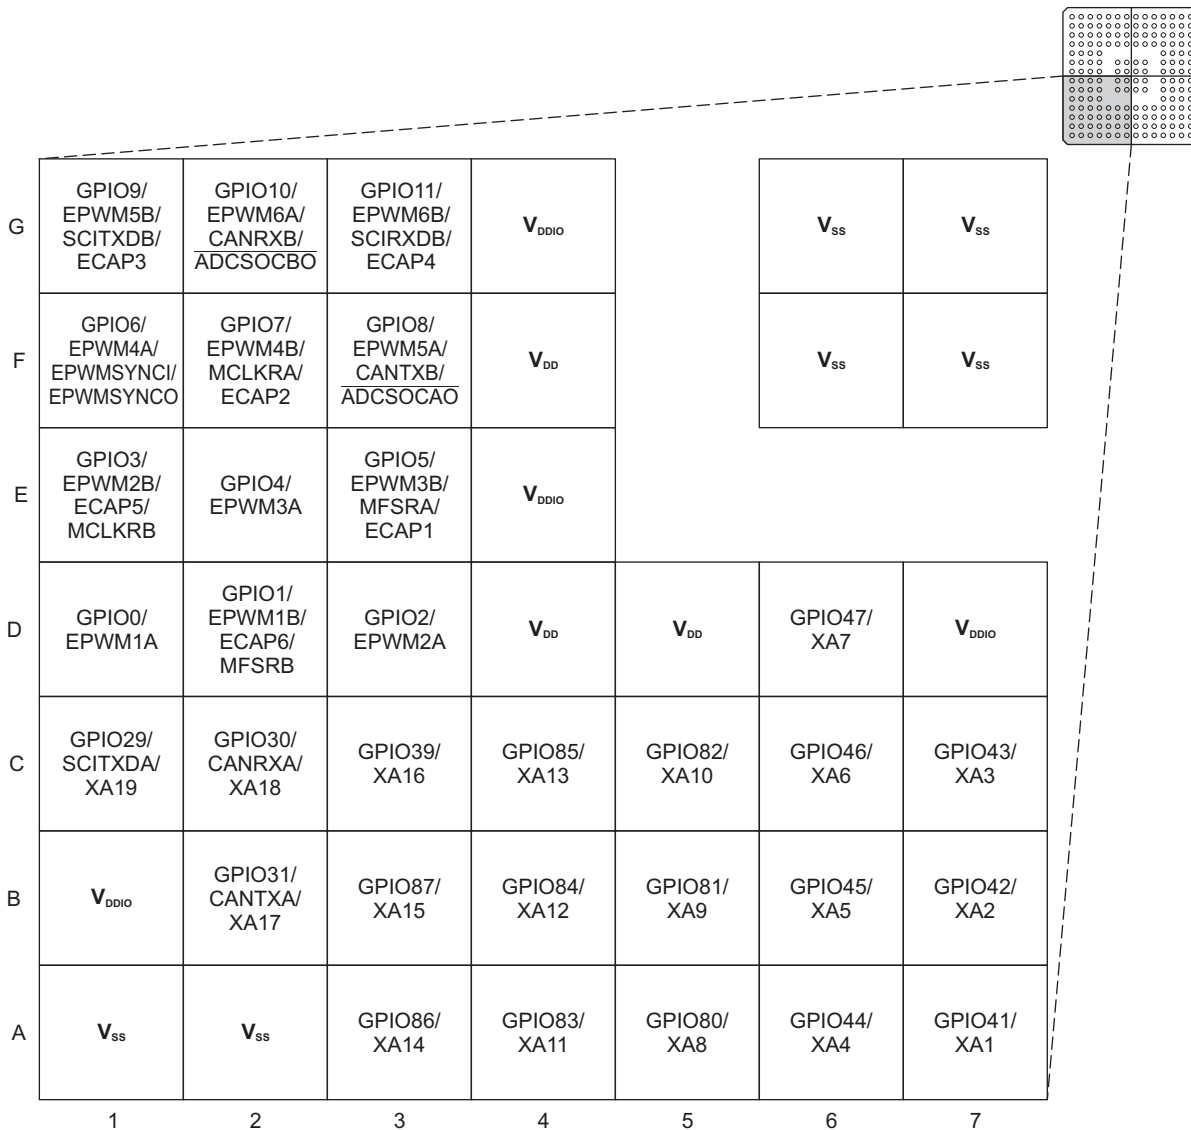 G
GPIO9/
EPWM5B/
SCITXDB/
ECAP3
GPIO10/
EPWM6A/
CANRXB/
ADCSOCBO
GPIO11/
EPWM6B/
SCIRXDB/
ECAP4
VDDIO
VSS
VSS
F
GPIO6/
EPWM4A/
EPWMSYNCI/
EPWMSYNCO
GPIO7/
EPWM4B/
MCLKRA/
ECAP2
GPIO8/
EPWM5A/
CANTXB/
ADCSOCAO
VDD
VSS
VSS
E
GPIO3/
EPWM2B/
ECAP5/
MCLKRB
GPIO4/
EPWM3A
GPIO5/
EPWM3B/
MFSRA/
ECAP1
VDDIO
D
GPIO0/
EPWM1A
GPIO1/
EPWM1B/
ECAP6/
MFSRB
GPIO2/
EPWM2A
VDD
VDD
GPIO47/
XA7
VDDIO
C
GPIO29/
SCITXDA/
XA19
GPIO30/
CANRXA/
XA18
GPIO39/
XA16
GPIO85/
XA13
GPIO82/
XA10
GPIO46/
XA6
GPIO43/
XA3
B
VDDIO
GPIO31/
CANTXA/
XA17
GPIO87/
XA15
GPIO84/
XA12
GPIO81/
XA9
GPIO45/
XA5
GPIO42/
XA2
A
VSS
VSS
GPIO86/
XA14
GPIO83/
XA11
GPIO80/
XA8
GPIO44/
XA4
GPIO41/
XA1
1 2 3 4 5 6 7